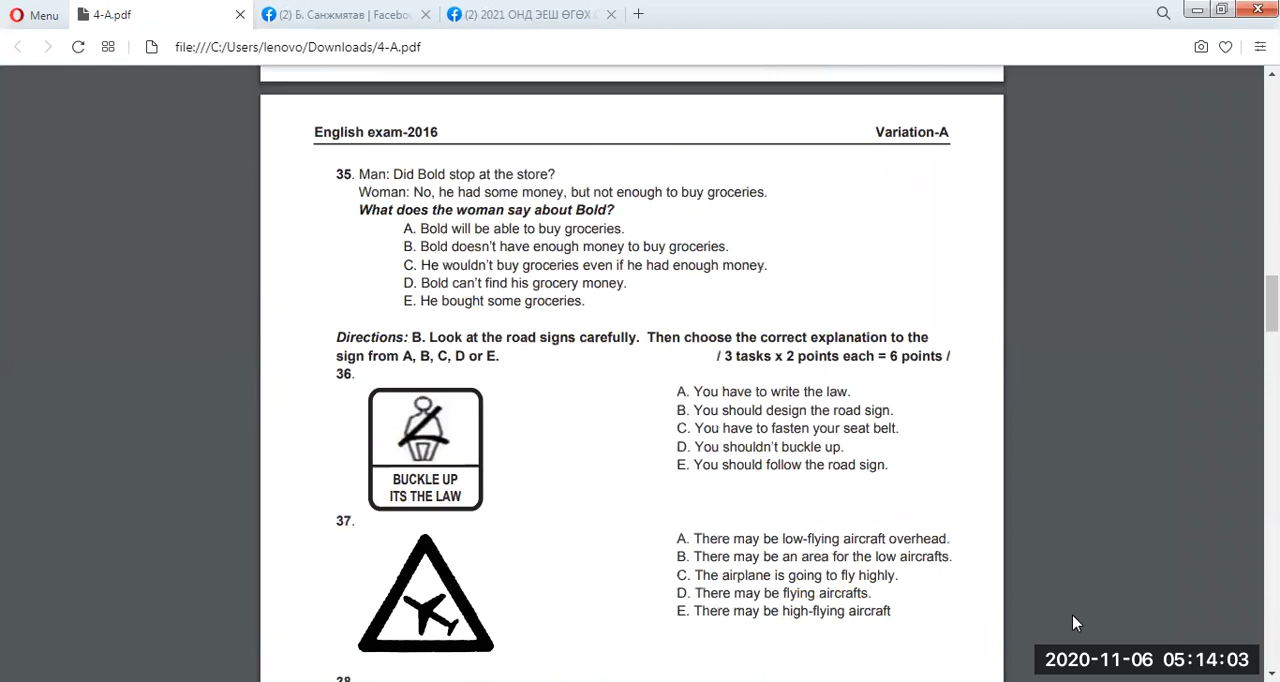 Menu
4-A.pdf
(2) Б. Санжмятав | Facebo
(2) 2021 ОНД ЭЕШ ӨГӨХ
file:///C:/Users/lenovo/Downloads/4-A.pdf
English exam-2016 Variation-A
35. Man: Did Bold stop at the store?
Woman: No, he had some money, but not enough to buy groceries.
What does the woman say about Bold?
A. Bold will be able to buy groceries.
B. Bold doesn't have enough money to buy groceries.
C. He wouldn't buy groceries even if he had enough money.
D. Bold can't find his grocery money.
E. He bought some groceries.
Directions: B. Look at the road signs carefully. Then choose the correct explanation to the
sign from A, B, C, D or E. / 3 tasks x 2 points each = 6 points /
36.
BUCKLE UP
ITS THE LAW
A. You have to write the law.
B. You should design the road sign.
C. You have to fasten your seat belt.
D. You shouldn't buckle up.
E. You should follow the road sign.
37.
A. There may be low-flying aircraft overhead.
B. There may be an area for the low aircrafts.
C. The airplane is going to fly highly.
D. There may be flying aircrafts.
E. There may be high-flying aircraft
38
2020-11-06 05:14:03